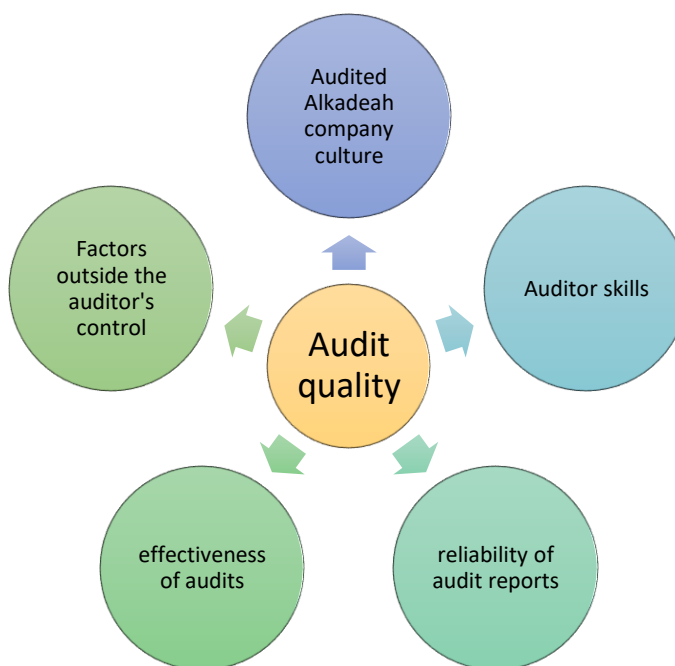 Audited
Alkadeah
company
culture
Factors
outside the
auditor's
control
Auditor skills
Audit
quality
effectiveness
of audits
reliability of
audit reports